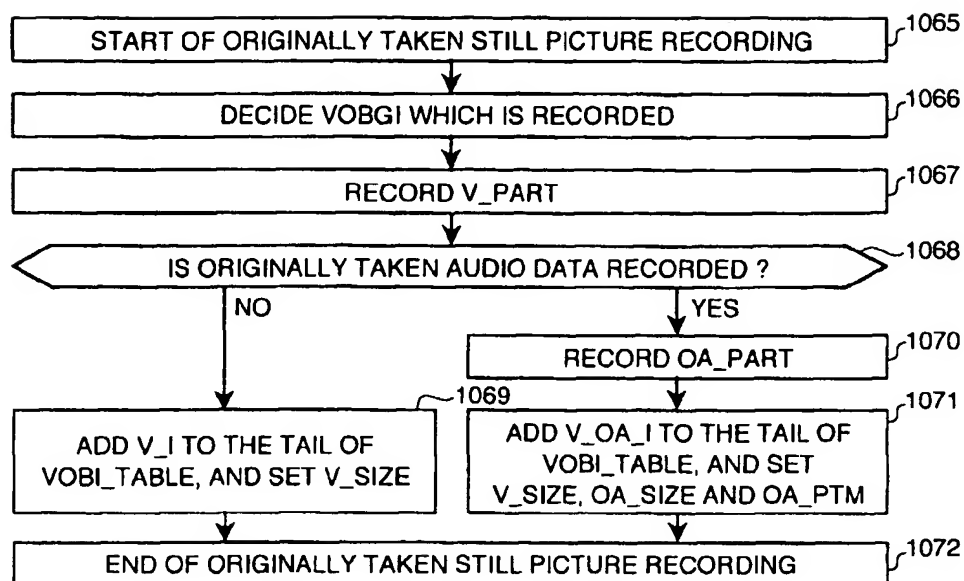 START OF ORIGINALLY TAKEN STILL PICTURE RECORDING
1065
DECIDE VOBGI WHICH IS RECORDED
1066
RECORD V_PART
1067
IS ORIGINALLY TAKEN AUDIO DATA RECORDED ?
1068
NO
YES
RECORD OA_PART
1070
1069
ADD V_I TO THE TAIL OF
VOBI_TABLE, AND SET V_SIZE
1071
ADD V_OA_I TO THE TAIL OF
VOBI_TABLE, AND SET
V_SIZE, OA_SIZE AND OA_PTM
END OF ORIGINALLY TAKEN STILL PICTURE RECORDING
1072